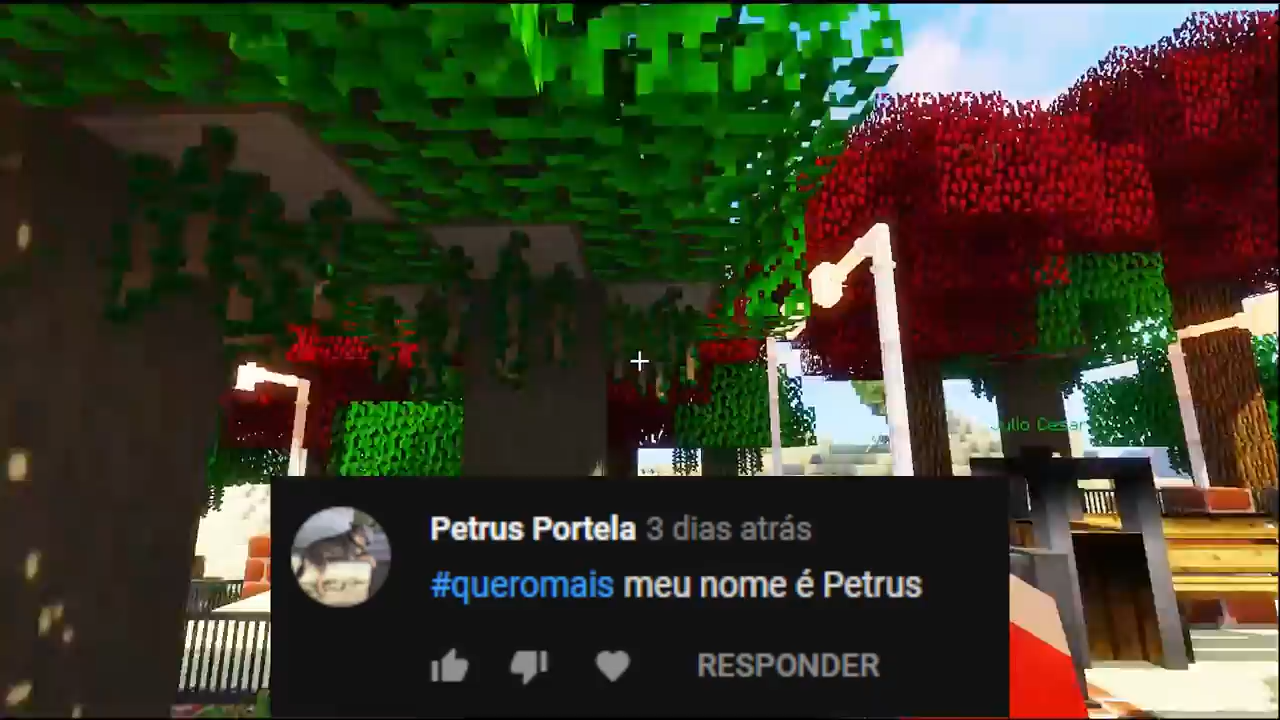 Julio Cesar
Petrus Portela 3 dias atrás
#queromais meu nome é Petrus
RESPONDER